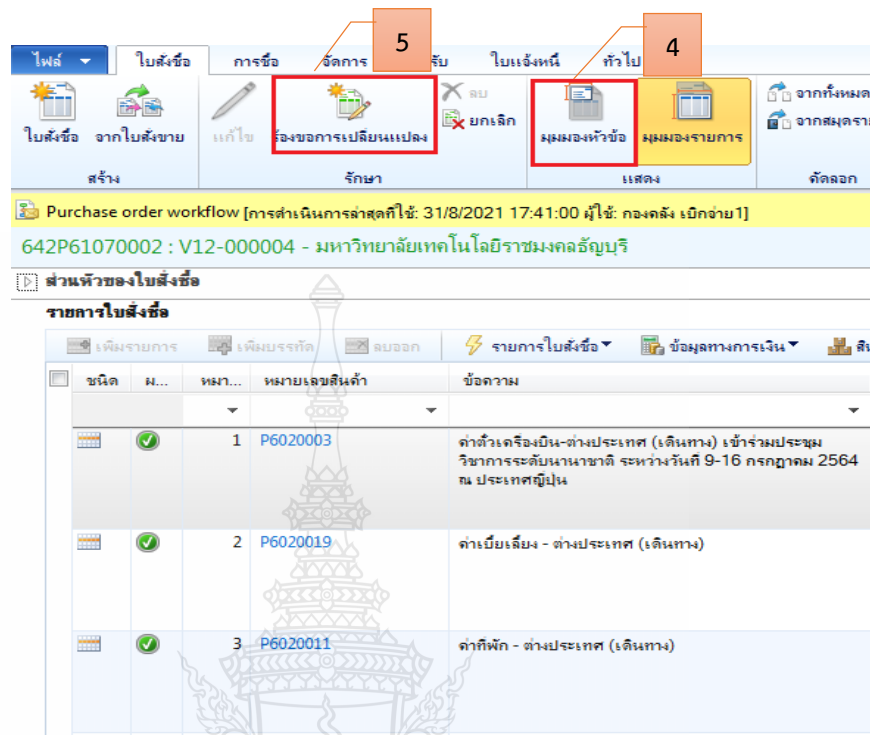 5
4
ไฟล์
ใบสั่งซื้อ
การซื้อ
จัดการ
รับ
ใบแจ้งหนี้
ทั่วไป
ใบสั่งซื้อ
จากใบสั่งขาย
แก้ไข
ร้องขอการเปลี่ยนแปลง
ลบ
ยกเลิก
มุมมองหัวข้อ
มุมมองรายการ
จากทั้งหมด
จากสมุดราย
สร้าง
รักษา
แสดง
คัดลอก
Purchase order workflow [การดำเนินการล่าสุดที่ใช้: 31/8/2021 17:41:00 ผู้ใช้: กองคลัง เบิกจ่าย1]
642P61070002 : V12-000004 - มหาวิทยาลัยเทคโนโลยีราชมงคลธัญบุรี
ส่วนหัวของใบสั่งซื้อ
รายการใบสั่งซื้อ
เพิ่มรายการ
เพิ่มบรรทัด
ลบออก
รายการใบสั่งซื้อ
ข้อมูลทางการเงิน
สิน
ชนิด
ผ...
หมา...
หมายเลขสินค้า
ข้อความ
1 P6020003 ค่าตั๋วเครื่องบิน-ต่างประเทศ (เดินทาง) เข้าร่วมประชุม
วิชาการระดับนานาชาติ ระหว่างวันที่ 9-16 กรกฎาคม 2564
ณ ประเทศญี่ปุ่น
2 P6020019 ค่าเบี้ยเลี้ยง - ต่างประเทศ (เดินทาง)
3 P6020011 ค่าที่พัก - ต่างประเทศ (เดินทาง)